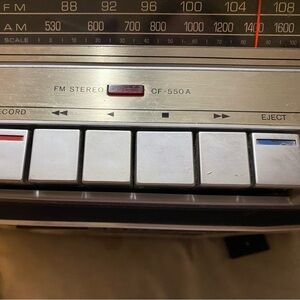 FM 88 92 96 100 104 108
AM 530 600 700 800 1000 1200 1400 1600
SCALE
FM STEREO CF-550A
RECORD EJECT